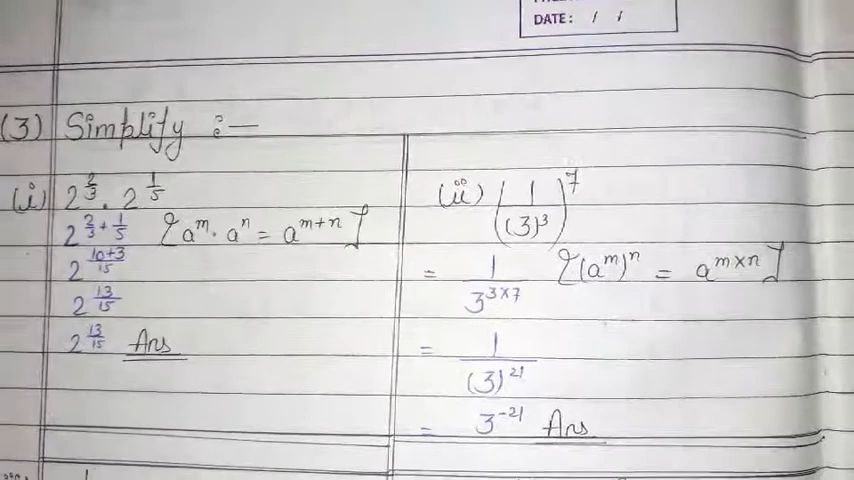 DATE: / /
(3) Simplify :—
(i) 2^{2/3} . 2^{1/5}
2^{2/3 + 1/5} [a^m . a^n = a^{m+n}]
2^{10+3/15}
2^{13/15}
2^{13/15} Ans
(ii) (1/(3)^3)^7
= 1/3^{3×7} [(a^m)^n = a^{m×n}]
= 1/(3)^{21}
= 3^{-21} Ans